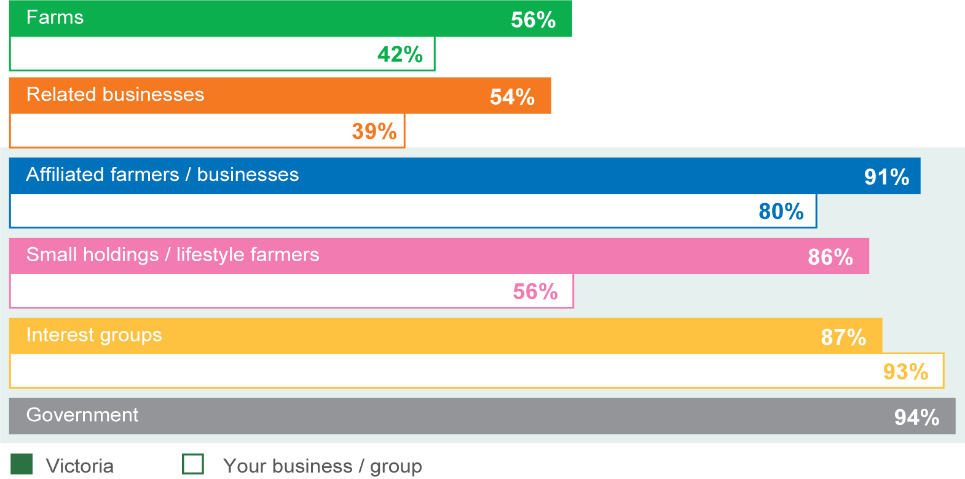 Farms 56%
42%
Related businesses 54%
39%
Affiliated farmers / businesses 91%
80%
Small holdings / lifestyle farmers 86%
56%
Interest groups 87%
93%
Government 94%
Victoria Your business / group